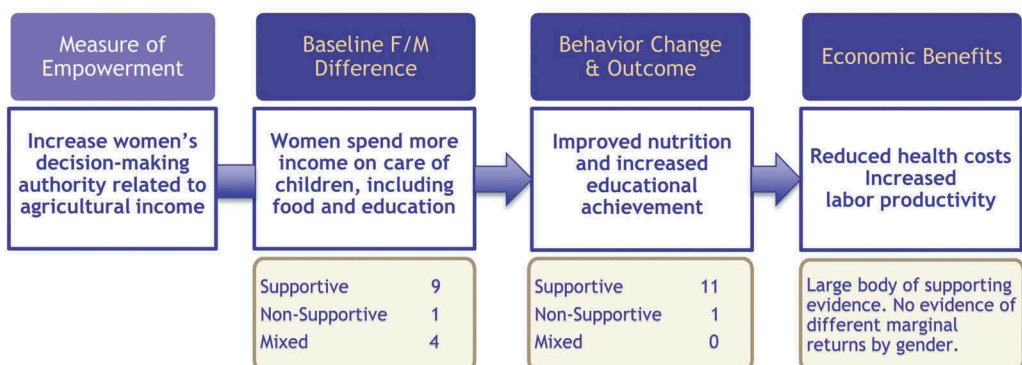 Measure of
Empowerment
Baseline F/M
Difference
Behavior Change
& Outcome
Economic Benefits
Increase women's
decision-making
authority related to
agricultural income
Women spend more
income on care of
children, including
food and education
Improved nutrition
and increased
educational
achievement
Reduced health costs
Increased
labor productivity
Supportive 9
Non-Supportive 1
Mixed 4
Supportive 11
Non-Supportive 1
Mixed 0
Large body of supporting
evidence. No evidence of
different marginal
returns by gender.